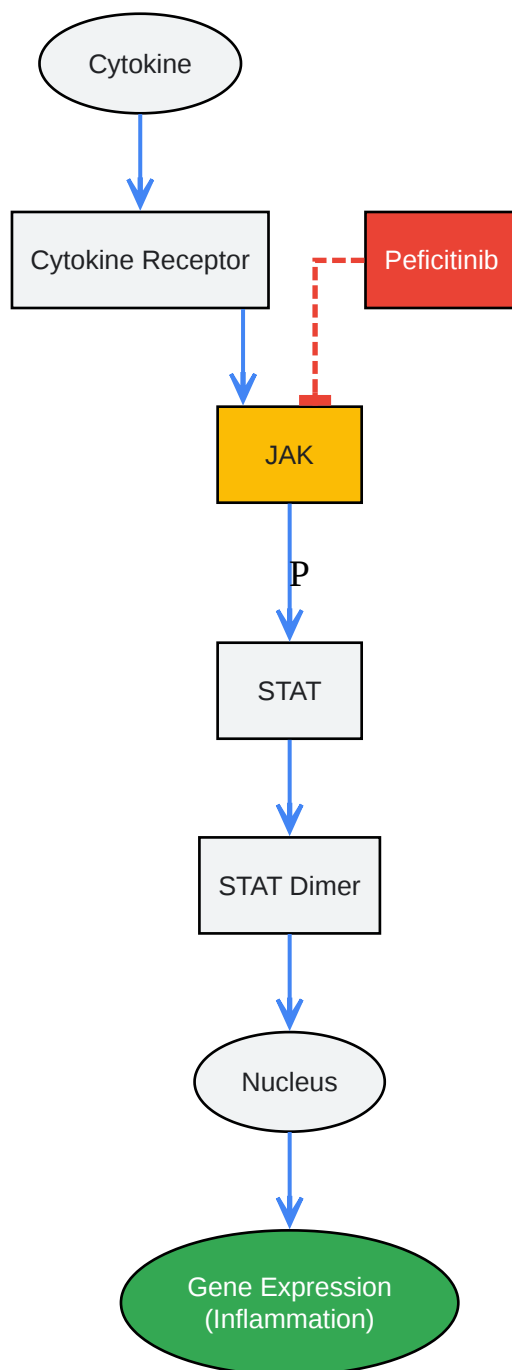 Cytokine
Cytokine Receptor
Peficitinib
JAK
P
STAT
STAT Dimer
Nucleus
Gene Expression
(Inflammation)